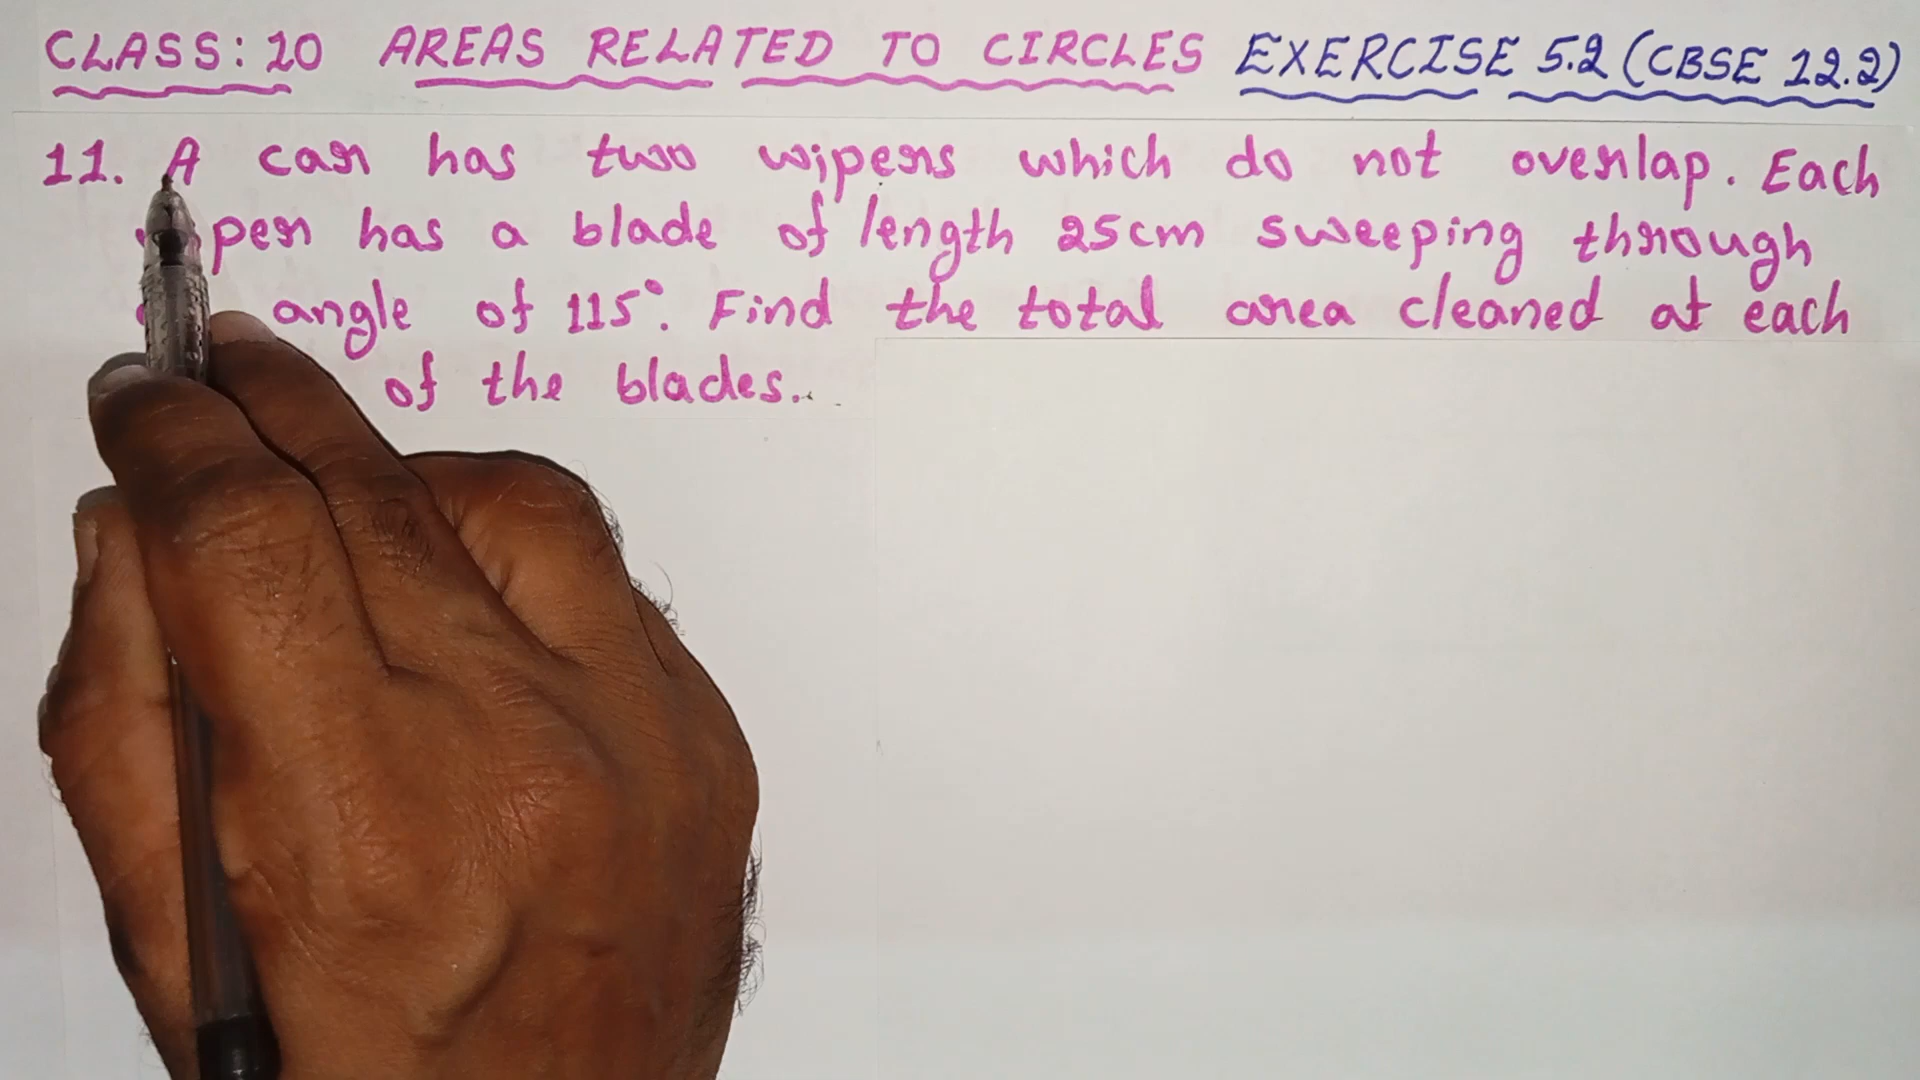 CLASS: 10 AREAS RELATED TO CIRCLES EXERCISE 5.2 (CBSE 12.2)
11. A car has two wipers which do not overlap. Each
per has a blade of length 25cm sweeping through
angle of 115°. Find the total area cleaned at each
of the blades.